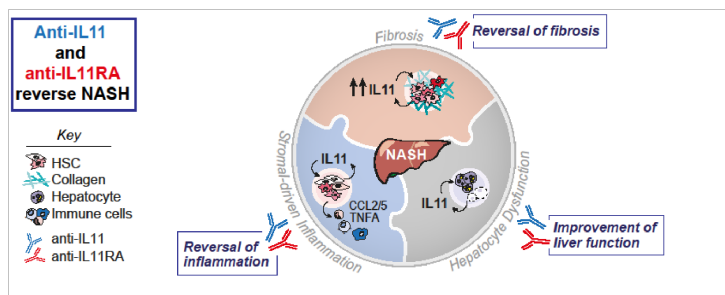 Anti-IL11
and
anti-IL11RA
reverse NASH
Key
HSC
Collagen
Hepatocyte
Immune cells
anti-IL11
anti-IL11RA
Fibrosis
Reversal of fibrosis
IL11
NASH
Stromal-driven Inflammation
IL11
CCL2/5
TNFA
Reversal of
inflammation
IL11
Hepatocyte Dysfunction
Improvement of
liver function